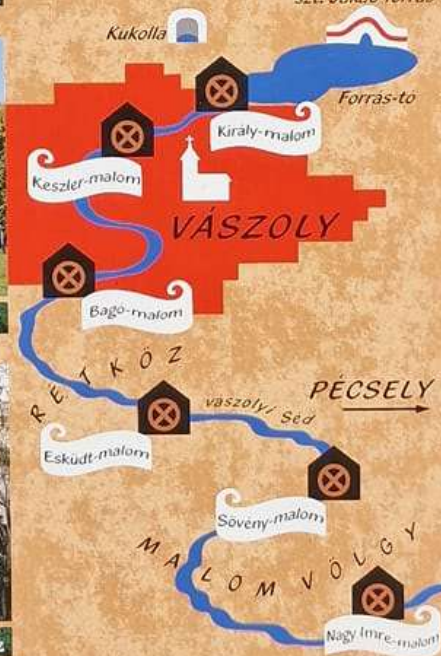 Kukolla
Forrás-tó
Király-malom
Keszler-malom
VÁSZOLY
Bagó-malom
RÉTKÖZ
vászolyi Séd
PÉCSELY
Esküdt-malom
Sövény-malom
MALOM VÖLGY
Nagy Imre-malom